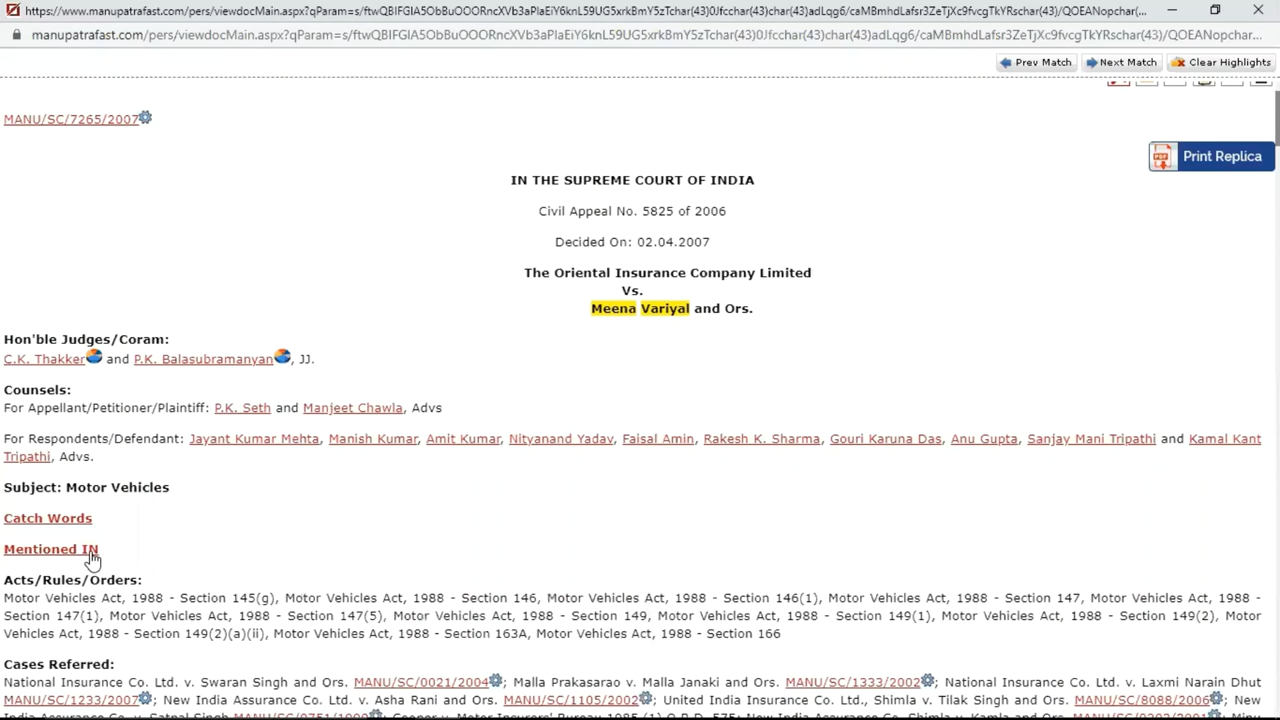 https://www.manupatrafast.com/pers/viewdocMain.aspx?qParam=s/ftwQBIFGIA5ObBuOOORncXVb3aPlaEiY6knL59UG5xrkBmY5zTchar(43)0Jfcchar(43)char(43)adLqg6/caMBmhdLafsr3ZeTjXc9fvcgTkYRschar(43)/QOEANopchar(...
manupatrafast.com/pers/viewdocMain.aspx?qParam=s/ftwQBIFGIA5ObBuOOORncXVb3aPlaEiY6knL59UG5xrkBmY5zTchar(43)0Jfcchar(43)char(43)adLqg6/caMBmhdLafsr3ZeTjXc9fvcgTkYRschar(43)/QOEANopchar...
Prev Match Next Match Clear Highlights
MANU/SC/7265/2007
Print Replica
IN THE SUPREME COURT OF INDIA
Civil Appeal No. 5825 of 2006
Decided On: 02.04.2007
The Oriental Insurance Company Limited
Vs.
Meena Variyal and Ors.
Hon'ble Judges/Coram:
C.K. Thakker and P.K. Balasubramanyan, JJ.
Counsels:
For Appellant/Petitioner/Plaintiff: P.K. Seth and Manjeet Chawla, Advs
For Respondents/Defendant: Jayant Kumar Mehta, Manish Kumar, Amit Kumar, Nityanand Yadav, Faisal Amin, Rakesh K. Sharma, Gouri Karuna Das, Anu Gupta, Sanjay Mani Tripathi and Kamal Kant
Tripathi, Advs.
Subject: Motor Vehicles
Catch Words
Mentioned IN
Acts/Rules/Orders:
Motor Vehicles Act, 1988 - Section 145(g), Motor Vehicles Act, 1988 - Section 146, Motor Vehicles Act, 1988 - Section 146(1), Motor Vehicles Act, 1988 - Section 147, Motor Vehicles Act, 1988 -
Section 147(1), Motor Vehicles Act, 1988 - Section 147(5), Motor Vehicles Act, 1988 - Section 149, Motor Vehicles Act, 1988 - Section 149(1), Motor Vehicles Act, 1988 - Section 149(2), Motor
Vehicles Act, 1988 - Section 149(2)(a)(ii), Motor Vehicles Act, 1988 - Section 163A, Motor Vehicles Act, 1988 - Section 166
Cases Referred:
National Insurance Co. Ltd. v. Swaran Singh and Ors. MANU/SC/0021/2004; Malla Prakasarao v. Malla Janaki and Ors. MANU/SC/1333/2002; National Insurance Co. Ltd. v. Laxmi Narain Dhut
MANU/SC/1233/2007; New India Assurance Co. Ltd. v. Asha Rani and Ors. MANU/SC/1105/2002; United India Insurance Co. Ltd., Shimla v. Tilak Singh and Ors. MANU/SC/8088/2006; New